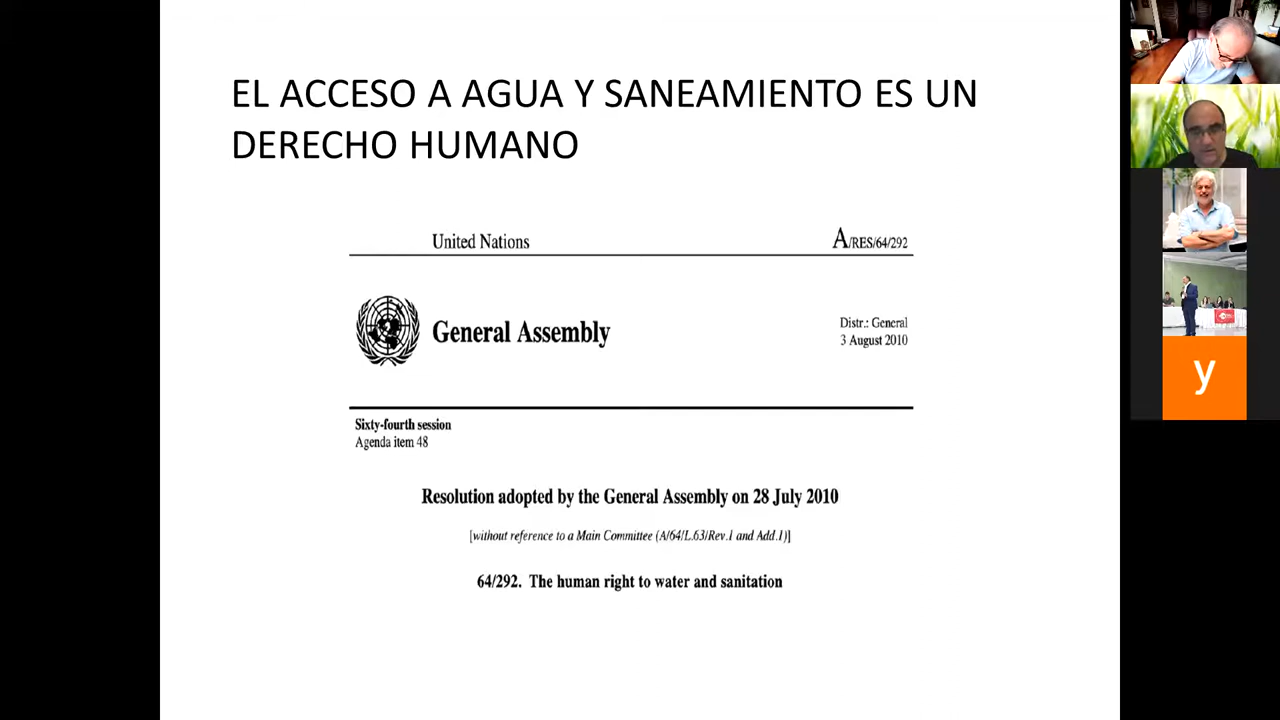 EL ACCESO A AGUA Y SANEAMIENTO ES UN
DERECHO HUMANO
United Nations
A/RES/64/292
General Assembly
Distr.: General
3 August 2010
Sixty-fourth session
Agenda item 48
Resolution adopted by the General Assembly on 28 July 2010
[without reference to a Main Committee (A/64/L.63/Rev.1 and Add.1)]
64/292. The human right to water and sanitation
y